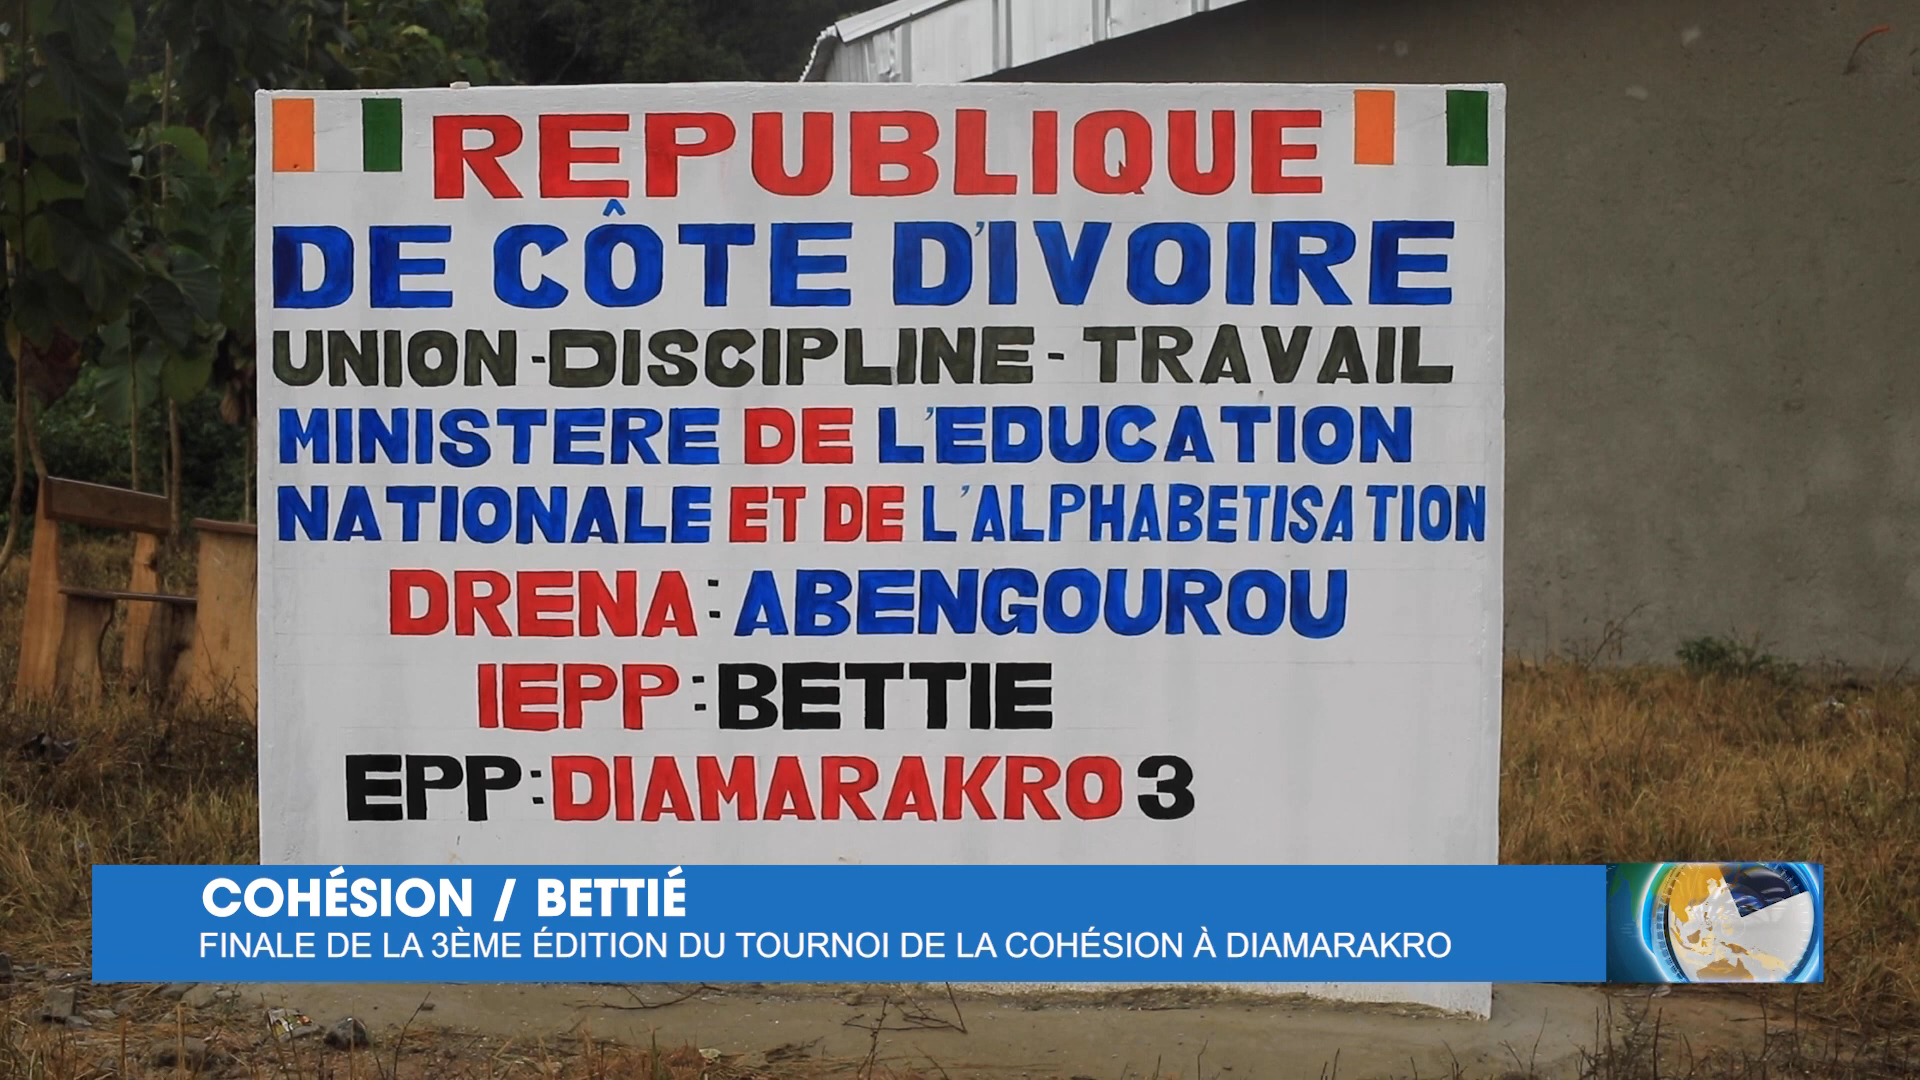 REPUBLIQUE
DE CÔTE D'IVOIRE
UNION-DISCIPLINE-TRAVAIL
MINISTERE DE L'EDUCATION
NATIONALE ET DE L'ALPHABETISATION
DRENA:ABENGOUROU
IEPP:BETTIE
EPP:DIAMARAKRO 3
COHÉSION / BETTIÉ
FINALE DE LA 3ÈME ÉDITION DU TOURNOI DE LA COHÉSION À DIAMARAKRO